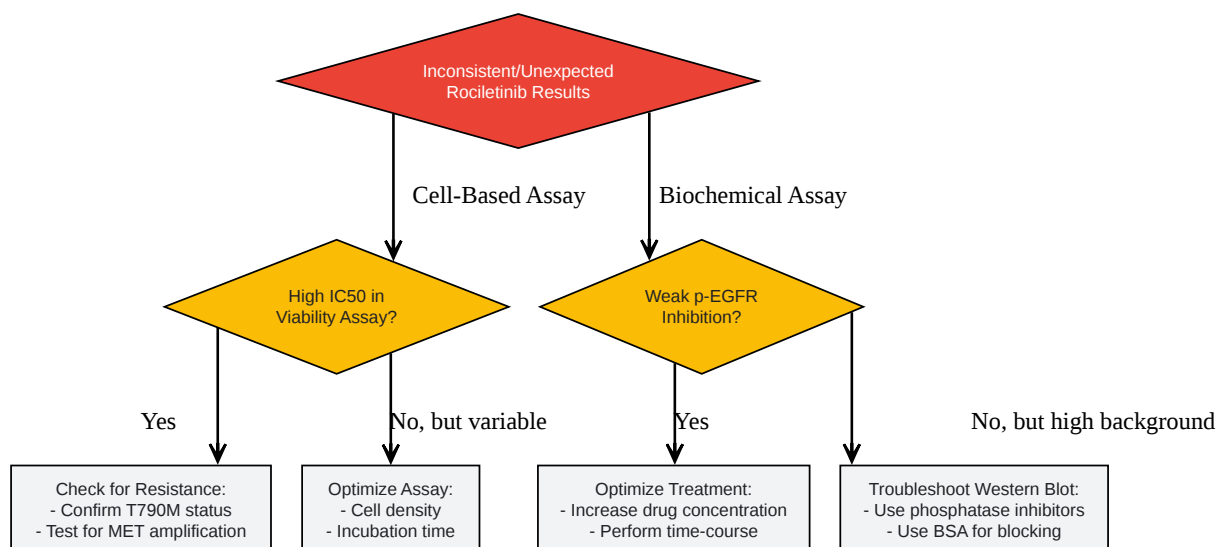 Inconsistent/Unexpected
Rociletinib Results
Cell-Based Assay
Biochemical Assay
High IC50 in
Viability Assay?
Weak p-EGFR
Inhibition?
Yes
No, but variable
Yes
No, but high background
Check for Resistance:
- Confirm T790M status
- Test for MET amplification
Optimize Assay:
- Cell density
- Incubation time
Optimize Treatment:
- Increase drug concentration
- Perform time-course
Troubleshoot Western Blot:
- Use phosphatase inhibitors
- Use BSA for blocking